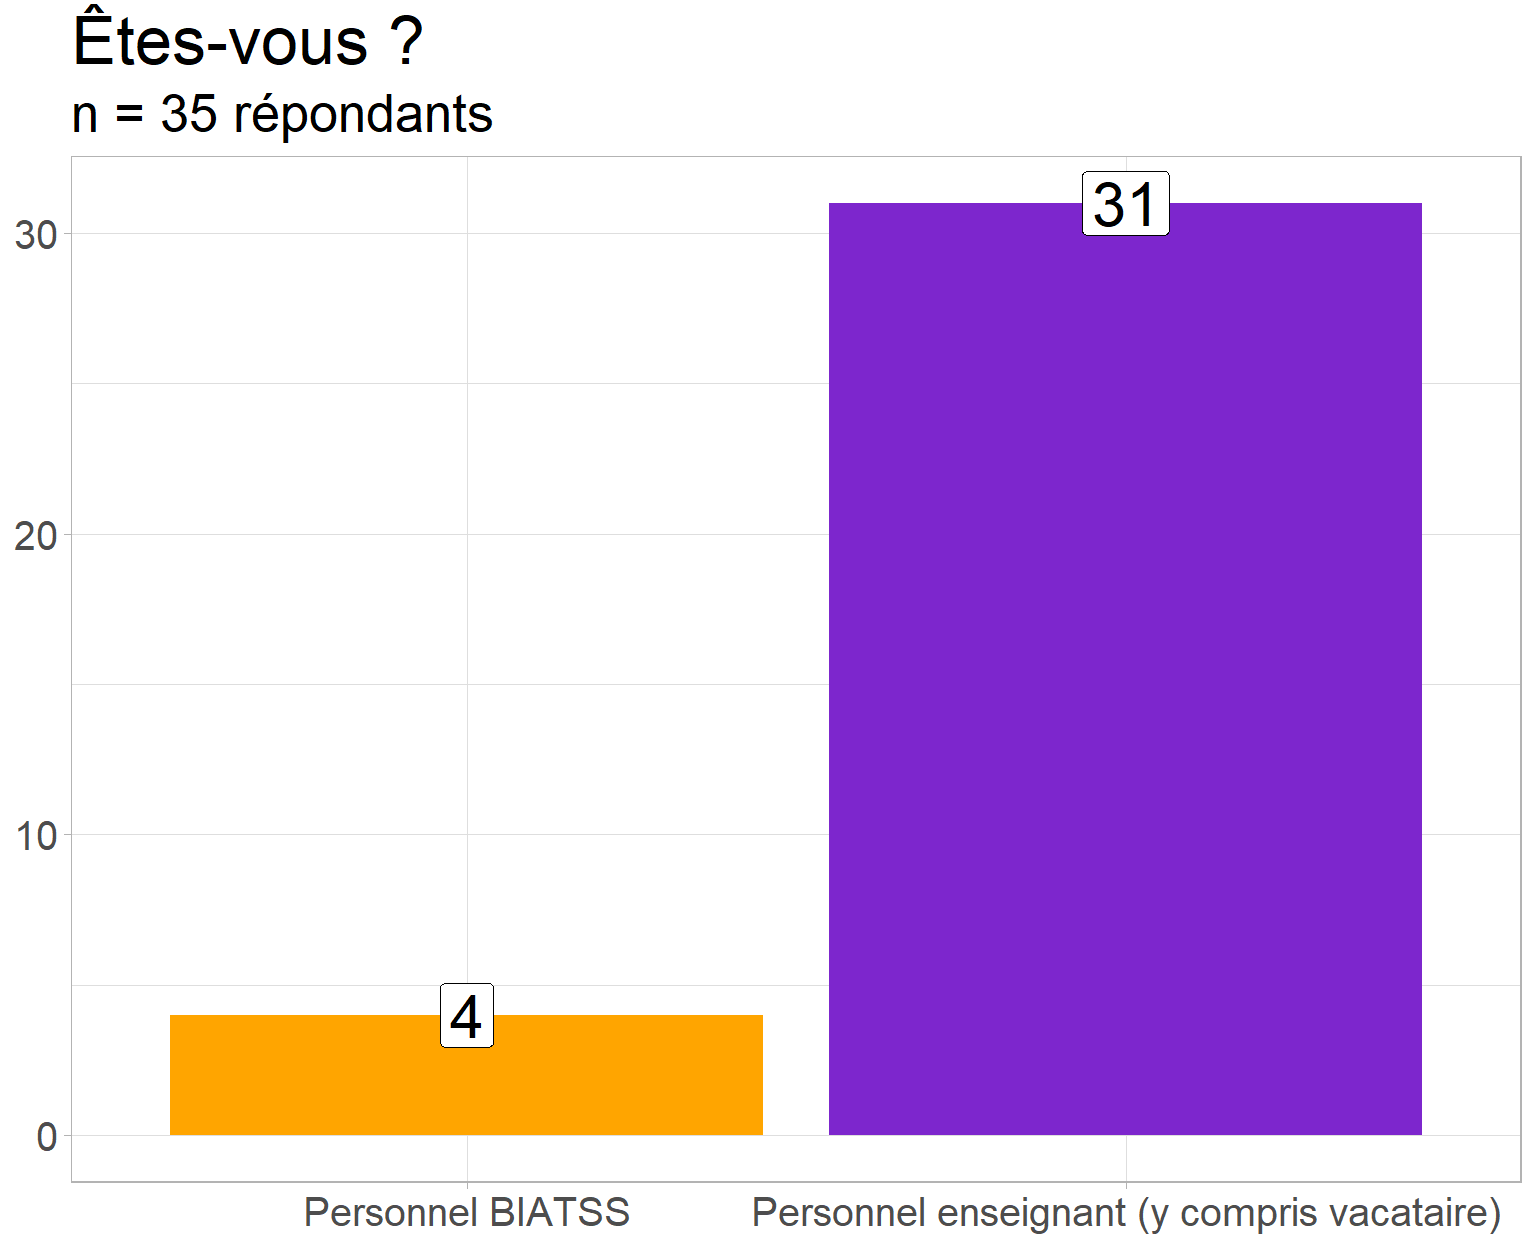 Êtes-vous ?
n = 35 répondants
31
30
20
10
4
0
Personnel BIATSS
Personnel enseignant (y compris vacataire)